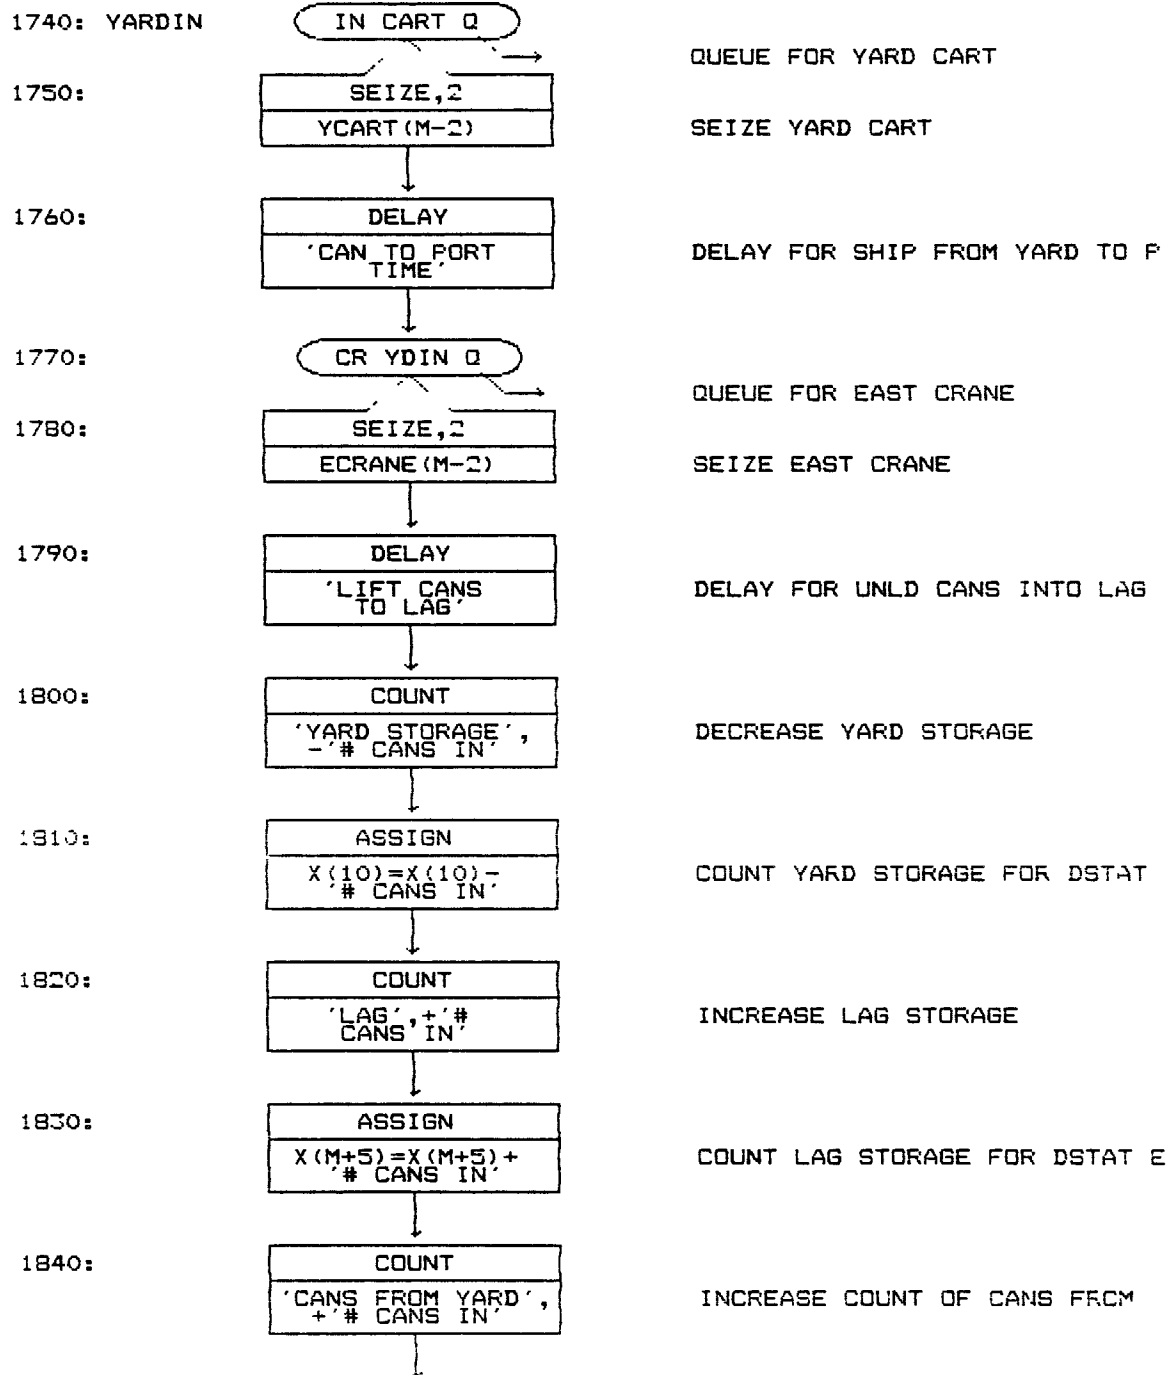 1740: YARDIN
IN CART Q
QUEUE FOR YARD CART
1750:
SEIZE,2
YCART(M-2)
SEIZE YARD CART
1760:
DELAY
'CAN TO PORT
TIME'
DELAY FOR SHIP FROM YARD TO
1770:
CR YDIN Q
QUEUE FOR EAST CRANE
1780:
SEIZE,2
ECRANE(M-2)
SEIZE EAST CRANE
1790:
DELAY
'LIFT CANS
TO LAG'
DELAY FOR UNLD CANS INTO LAG
1800:
COUNT
'YARD STORAGE',
-'# CANS IN'
DECREASE YARD STORAGE
1810:
ASSIGN
X(10)=X(10)-
'# CANS IN'
COUNT YARD STORAGE FOR DSTAT
1820:
COUNT
'LAG',+'#
CANS IN'
INCREASE LAG STORAGE
1830:
ASSIGN
X(M+5)=X(M+5)+
'# CANS IN'
COUNT LAG STORAGE FOR DSTAT E
1840:
COUNT
'CANS FROM YARD',
+'# CANS IN'
INCREASE COUNT OF CANS FROM